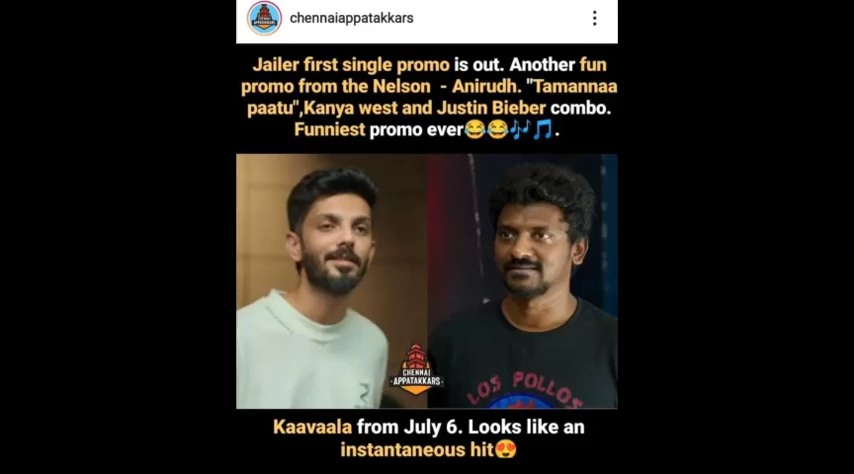 chennaiappatakkars
Jailer first single promo is out. Another fun
promo from the Nelson - Anirudh. "Tamannaa
paatu",Kanya west and Justin Bieber combo.
Funniest promo ever😂😂🎶🎵.
LOS POLLOS
CHENNAI
APPATAKKARS
Kaavaala from July 6. Looks like an
instantaneous hit😍